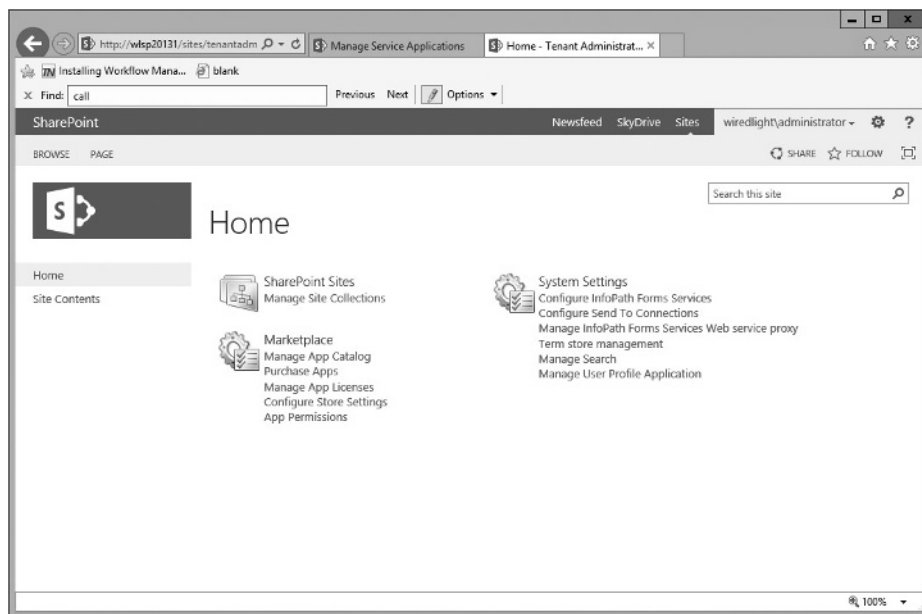 http://wlsp20131/sites/tenantadm
Manage Service Applications
Home - Tenant Administrat...
Installing Workflow Mana...
blank
X Find: call
Previous Next Options
SharePoint
Newsfeed SkyDrive Sites wiredlight\administrator ?
BROWSE PAGE
SHARE FOLLOW
S
Search this site
Home
Home
Site Contents
SharePoint Sites
Manage Site Collections
Marketplace
Manage App Catalog
Purchase Apps
Manage App Licenses
Configure Store Settings
App Permissions
System Settings
Configure InfoPath Forms Services
Configure Send To Connections
Manage InfoPath Forms Services Web service proxy
Term store management
Manage Search
Manage User Profile Application
100%